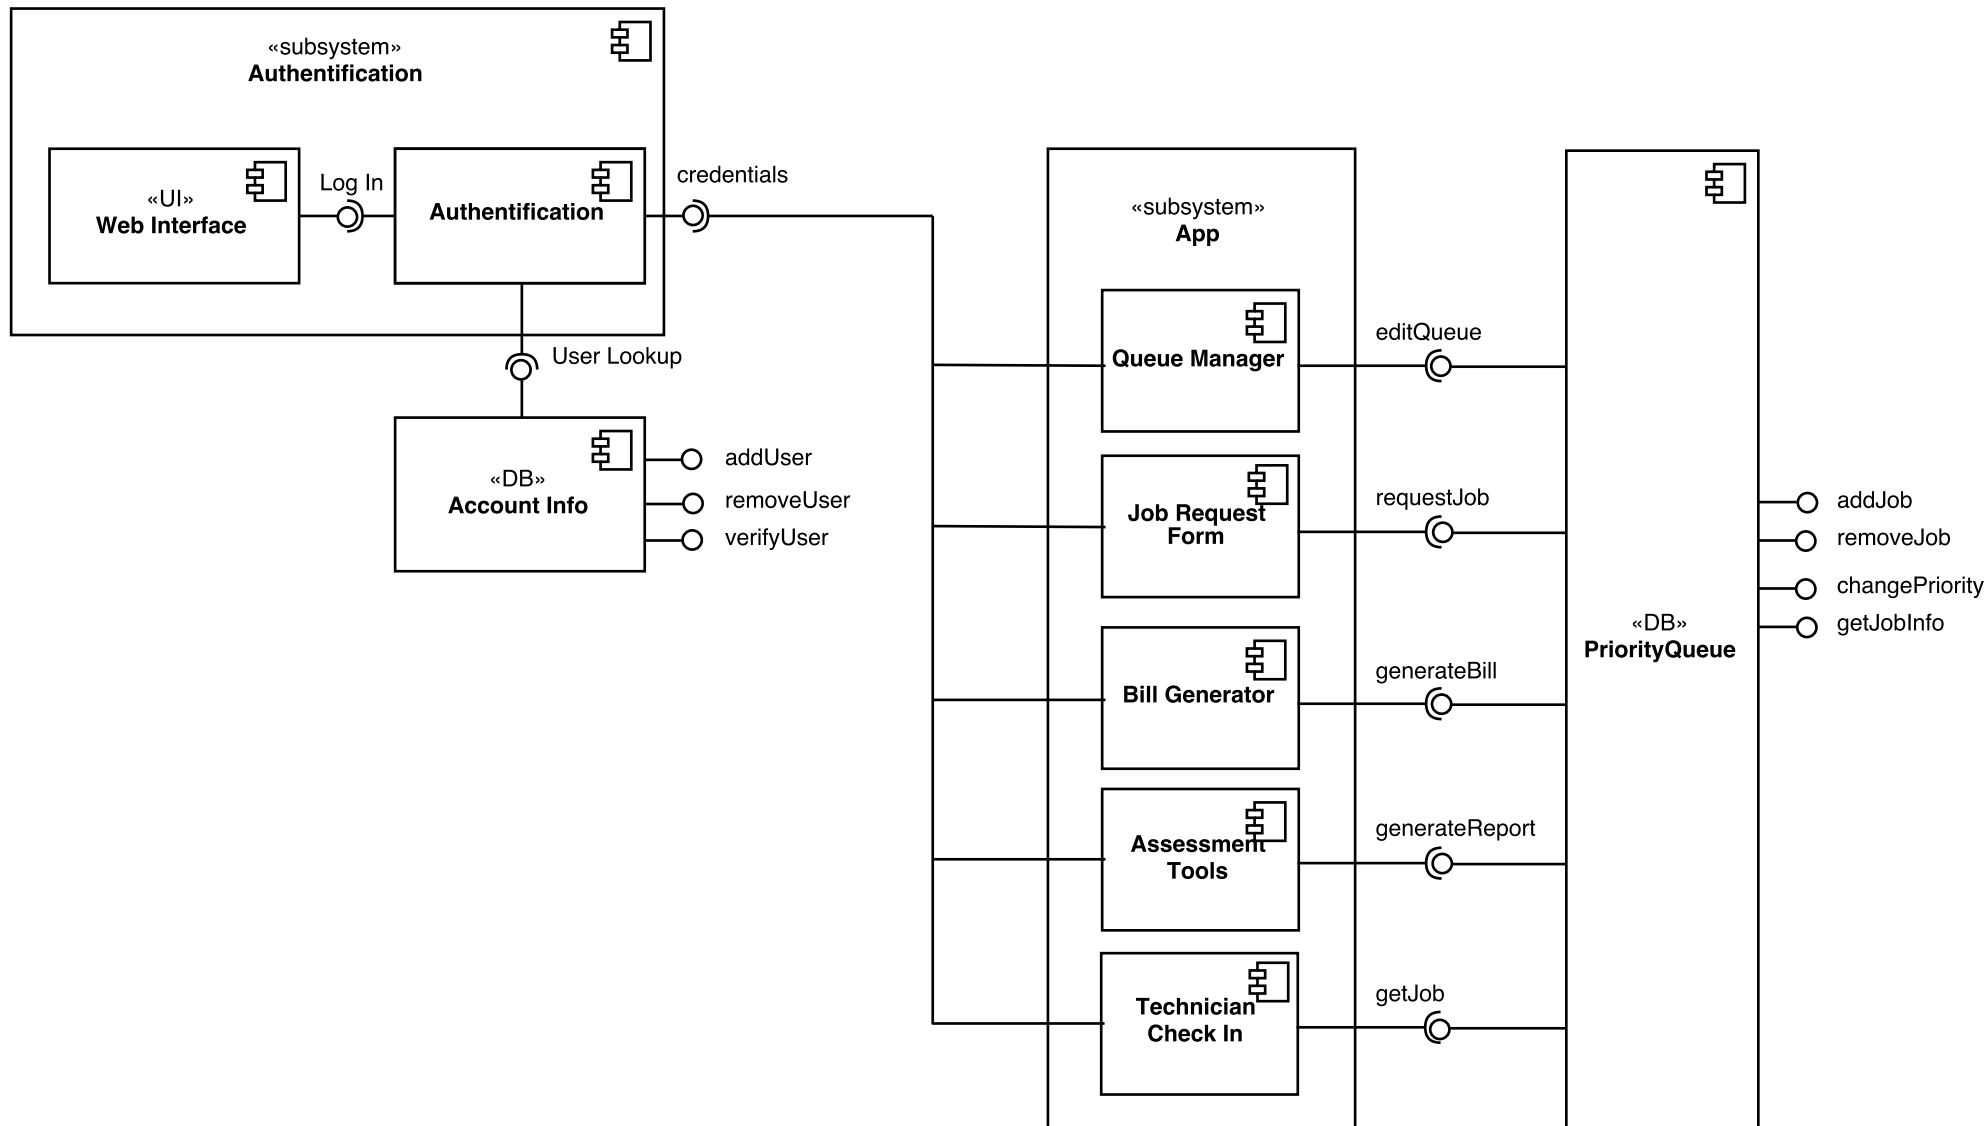 «subsystem»
Authentification
«UI»
Web Interface
Log In
Authentification
credentials
User Lookup
«DB»
Account Info
addUser
removeUser
verifyUser
«subsystem»
App
Queue Manager
Job Request
Form
Bill Generator
Assessment
Tools
Technician
Check In
editQueue
requestJob
generateBill
generateReport
getJob
«DB»
PriorityQueue
addJob
removeJob
changePriority
getJobInfo